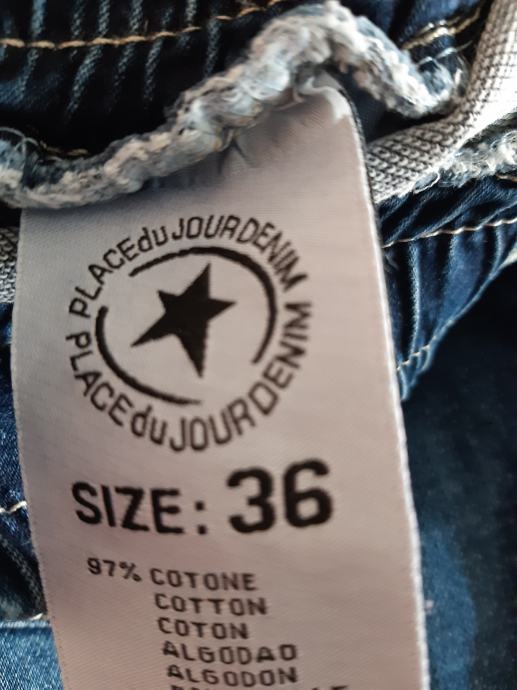 PLACEduJOURDENIM
PLACEduJOURDENIM
SIZE: 36
97% COTONE
COTTON
COTON
ALGODAO
ALGODON